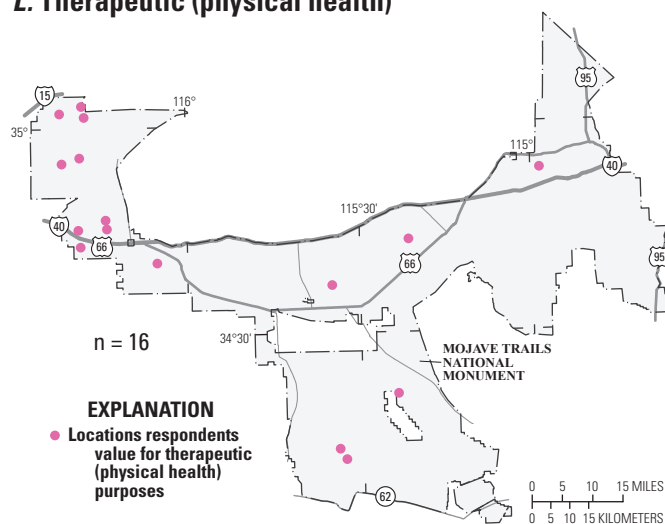 L. Therapeutic (physical health)
95
15
116°
35°
115°
40
115°30'
40
66
66
95
34°30'
n = 16
MOJAVE TRAILS
NATIONAL
MONUMENT
EXPLANATION
Locations respondents
value for therapeutic
(physical health)
purposes
62
0 5 10 15 MILES
0 5 10 15 KILOMETERS